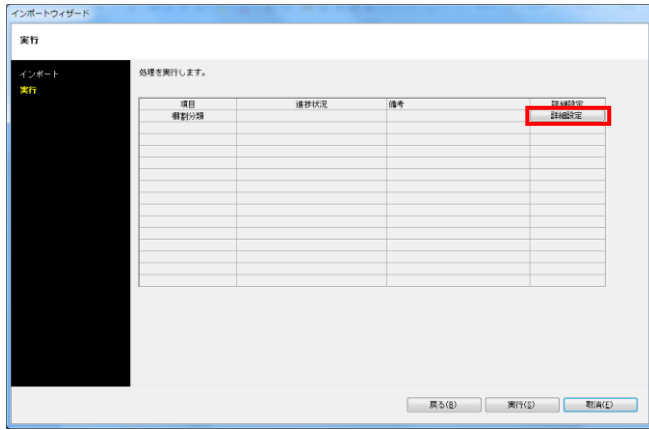 インポートウィザード
実行
インポート
実行
処理を実行します。
項目 進捗状況 備考 詳細設定
棚割分類 詳細設定
戻る(B) 実行(S) 取消(E)